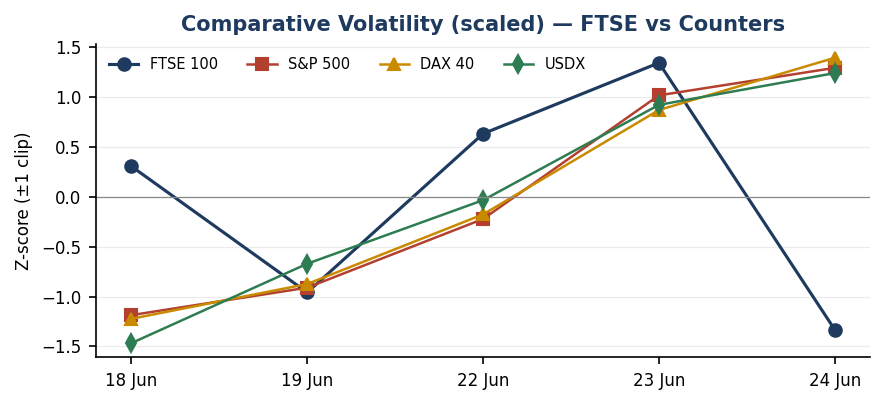 Comparative Volatility (scaled) — FTSE vs Counters
FTSE 100 S&P 500 DAX 40 USDX
Z-score (±1 clip)
1.5
1.0
0.5
0.0
−0.5
−1.0
−1.5
18 Jun 19 Jun 22 Jun 23 Jun 24 Jun